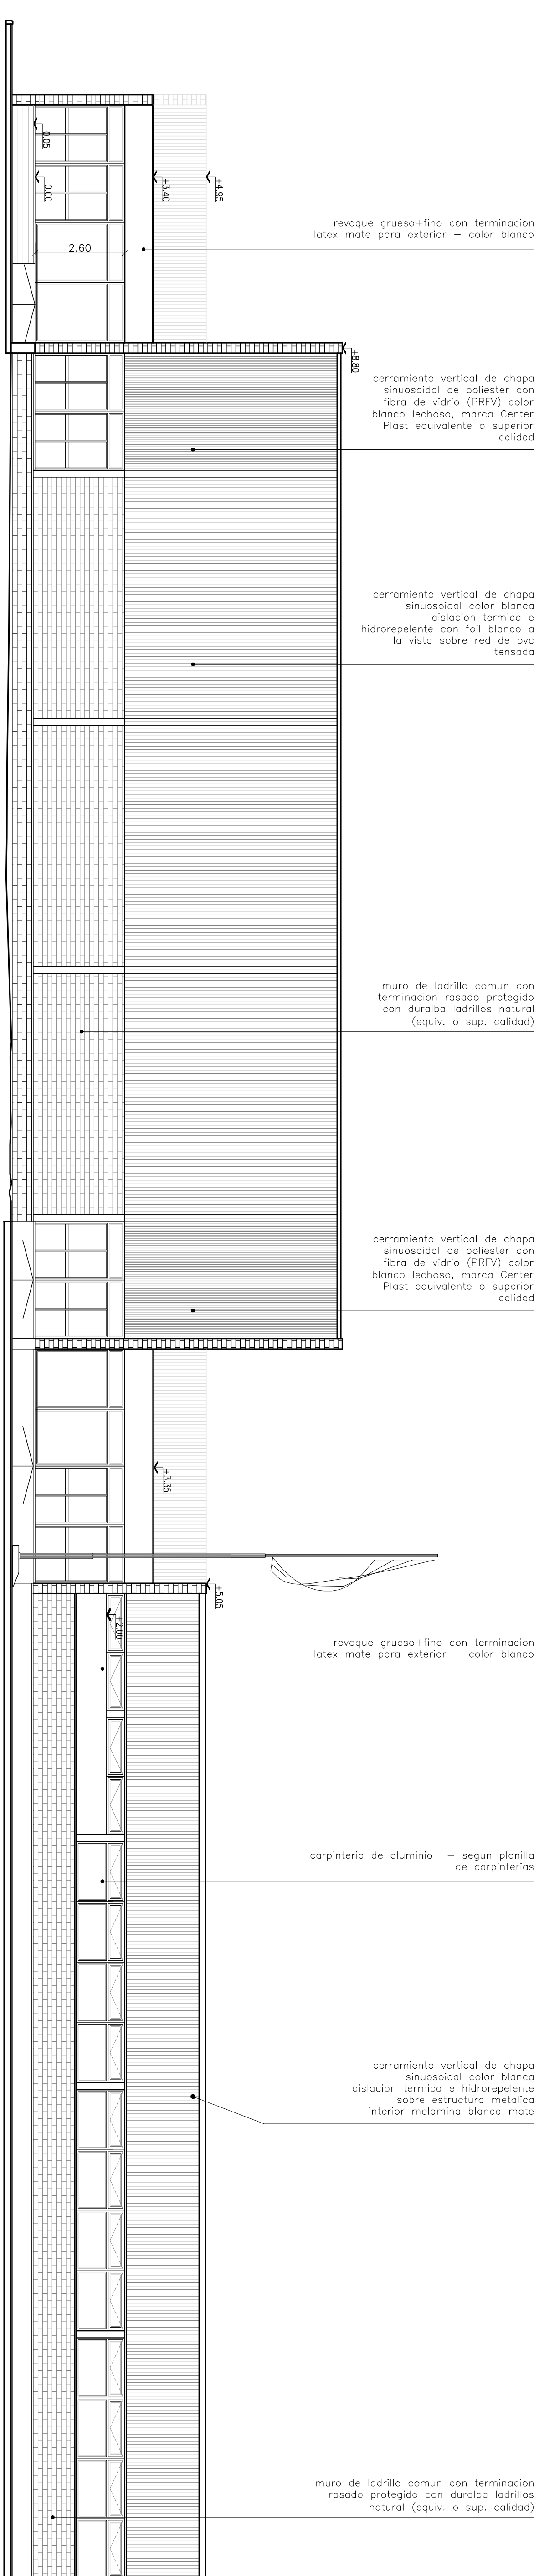 -0.05
0.00
+3.40
+4.95
revoque grueso+fino con terminacion
latex mate para exterior – color blanco
2.60
+8.80
cerramiento vertical de chapa
sinuosoidal de poliester con
fibra de vidrio (PRFV) color
blanco lechoso, marca Center
Plast equivalente o superior
calidad
cerramiento vertical de chapa
sinuosoidal color blanca
aislacion termica e
hidrorepelente con foil blanco a
la vista sobre red de pvc
tensada
muro de ladrillo comun con
terminacion rasado protegido
con duralba ladrillos natural
(equiv. o sup. calidad)
cerramiento vertical de chapa
sinuosoidal de poliester con
fibra de vidrio (PRFV) color
blanco lechoso, marca Center
Plast equivalente o superior
calidad
+3.35
+5.05
+2.00
revoque grueso+fino con terminacion
latex mate para exterior – color blanco
carpinteria de aluminio – segun planilla
de carpinterias
cerramiento vertical de chapa
sinuosoidal color blanca
aislacion termica e hidrorepelente
sobre estructura metalica
interior melamina blanca mate
muro de ladrillo comun con terminacion
rasado protegido con duralba ladrillos
natural (equiv. o sup. calidad)